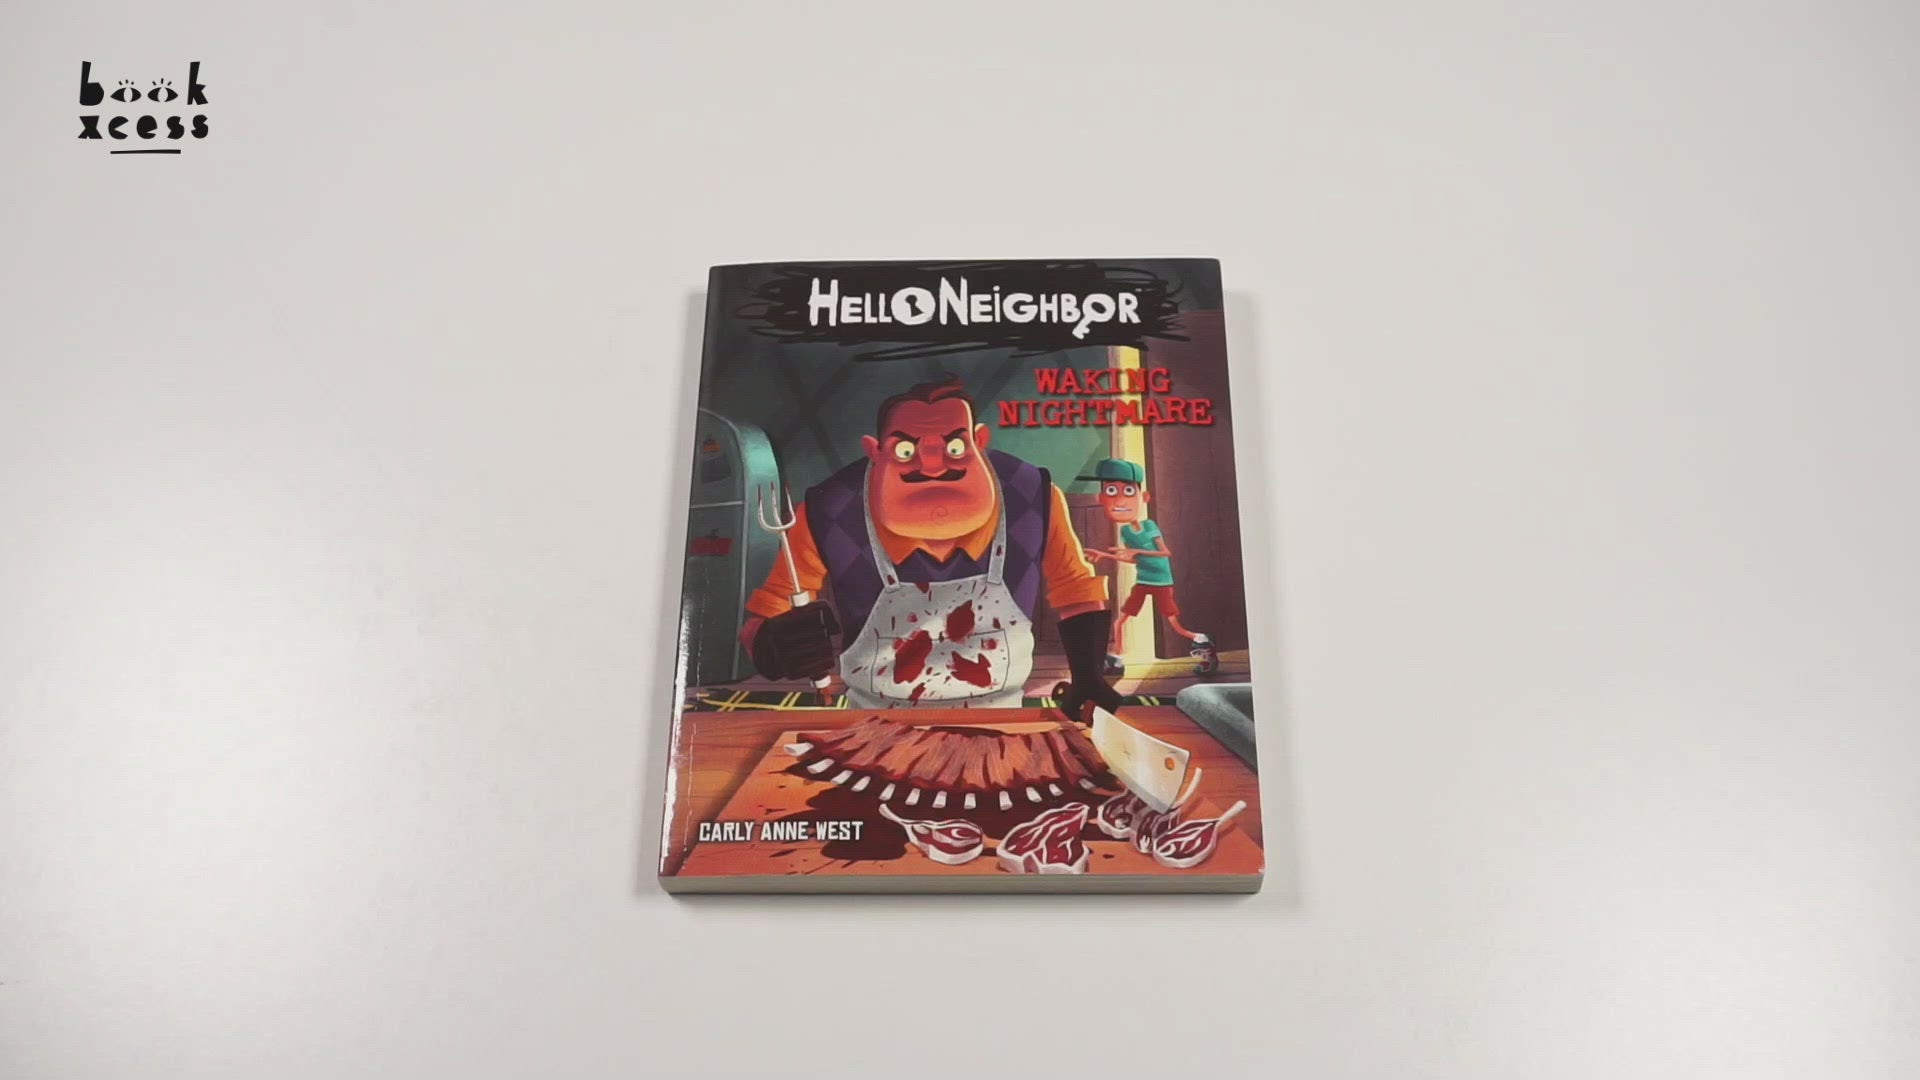 book
xcess
HELLO NEIGHBOR
WAKING
NIGHTMARE
CARLY ANNE WEST